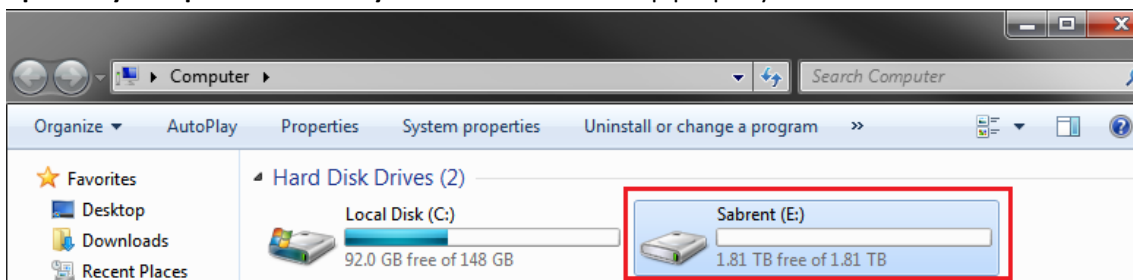 Computer
Search Computer
Organize
AutoPlay
Properties
System properties
Uninstall or change a program
»
Favorites
Desktop
Downloads
Recent Places
Hard Disk Drives (2)
Local Disk (C:)
92.0 GB free of 148 GB
Sabrent (E:)
1.81 TB free of 1.81 TB